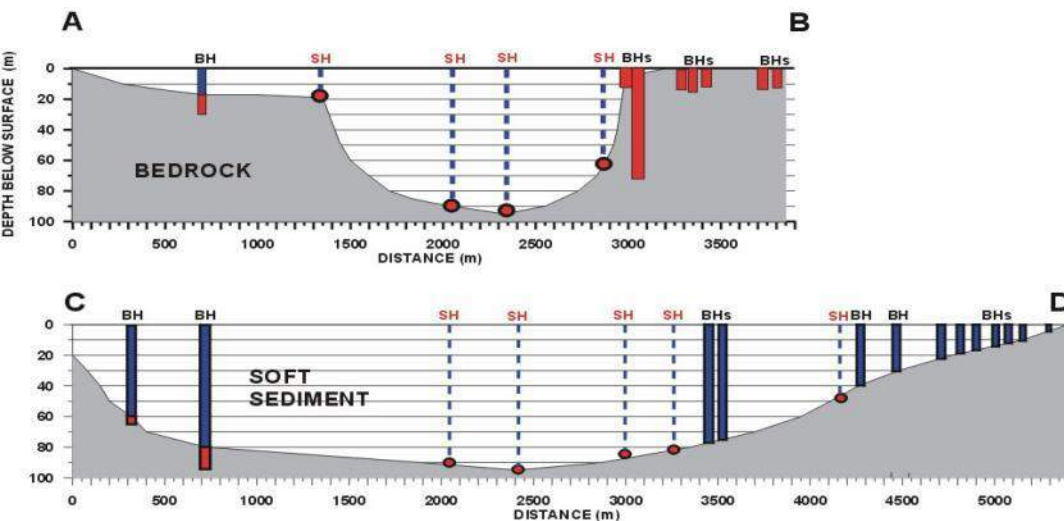 A B
BH SH SH SH SH BHs BHs BHs
DEPTH BELOW SURFACE (m)
0
20
40
60
80
100
BEDROCK
0 500 1000 1500 2000 2500 3000 3500
DISTANCE (m)
C D
BH BH SH SH SH SH BHs SH BH BH BHs
0
20
40
60
80
100
SOFT
SEDIMENT
0 500 1000 1500 2000 2500 3000 3500 4000 4500 5000
DISTANCE (m)